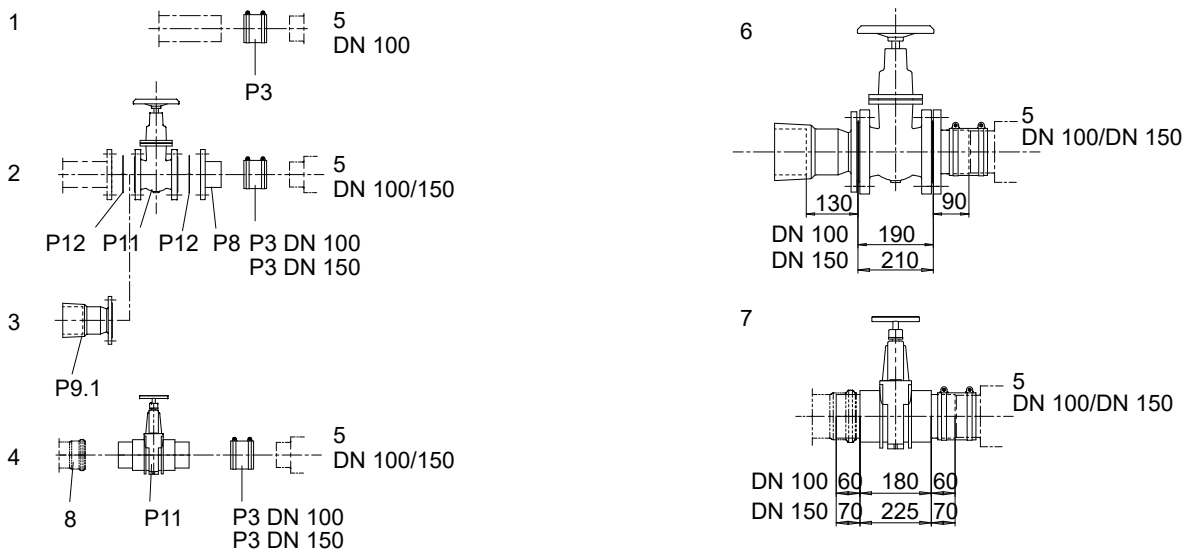 1
5
DN 100
P3
2
5
DN 100/150
P12 P11 P12 P8 P3 DN 100
P3 DN 150
3
P9.1
4
5
DN 100/150
8 P11 P3 DN 100
P3 DN 150
6
5
DN 100/DN 150
130 90
DN 100 190
DN 150 210
7
5
DN 100/DN 150
DN 100 60 180 60
DN 150 70 225 70